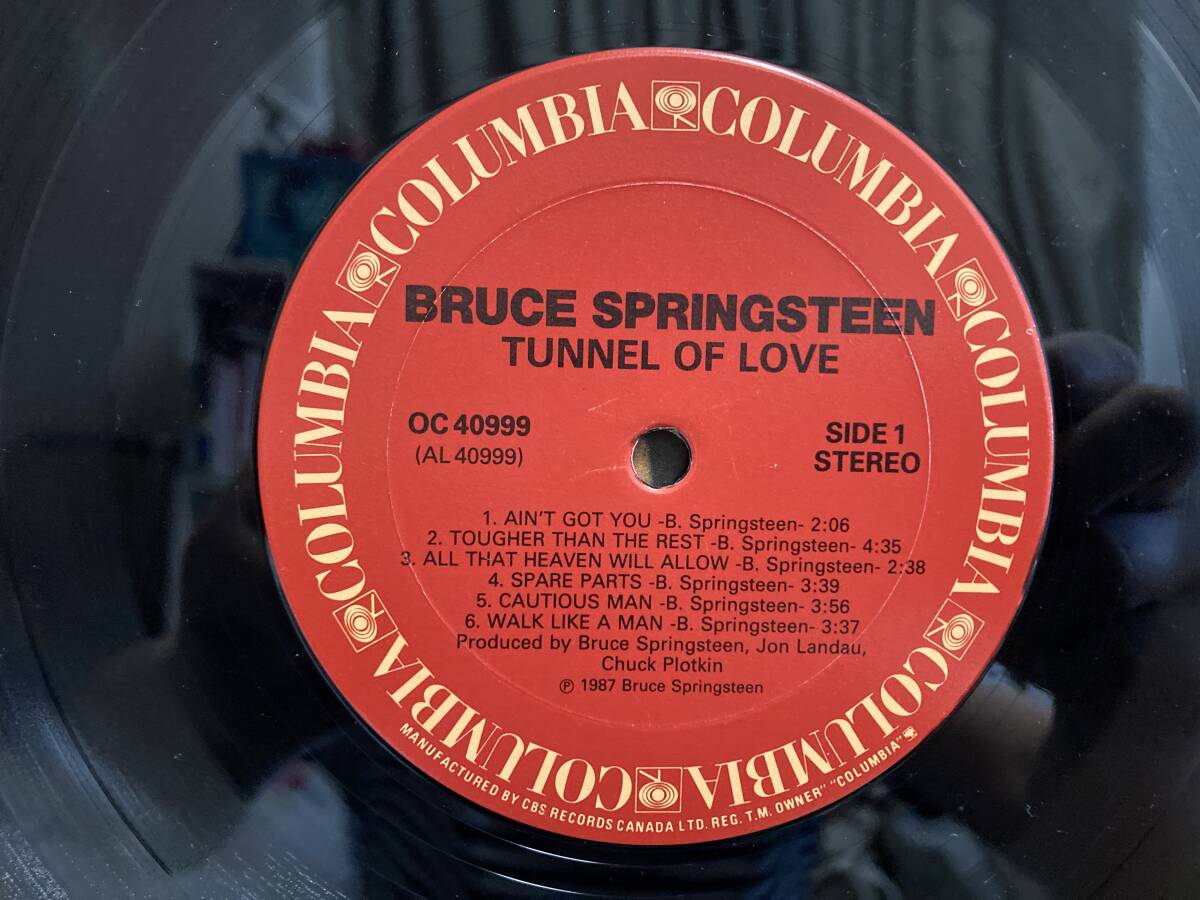 COLUMBIA COLUMBIA COLUMBIA COLUMBIA COLUMBIA COLUMBIA COLUMBIA COLUMBIA COLUMBIA COLUMBIA
BRUCE SPRINGSTEEN
TUNNEL OF LOVE
OC 40999
(AL 40999)
SIDE 1
STEREO
1. AIN'T GOT YOU -B. Springsteen- 2:06
2. TOUGHER THAN THE REST -B. Springsteen- 4:35
3. ALL THAT HEAVEN WILL ALLOW -B. Springsteen- 2:38
4. SPARE PARTS -B. Springsteen- 3:39
5. CAUTIOUS MAN -B. Springsteen- 3:56
6. WALK LIKE A MAN -B. Springsteen- 3:37
Produced by Bruce Springsteen, Jon Landau,
Chuck Plotkin
℗ 1987 Bruce Springsteen
MANUFACTURED BY CBS RECORDS CANADA LTD. REG. T.M. OWNER" "COLUMBIA"